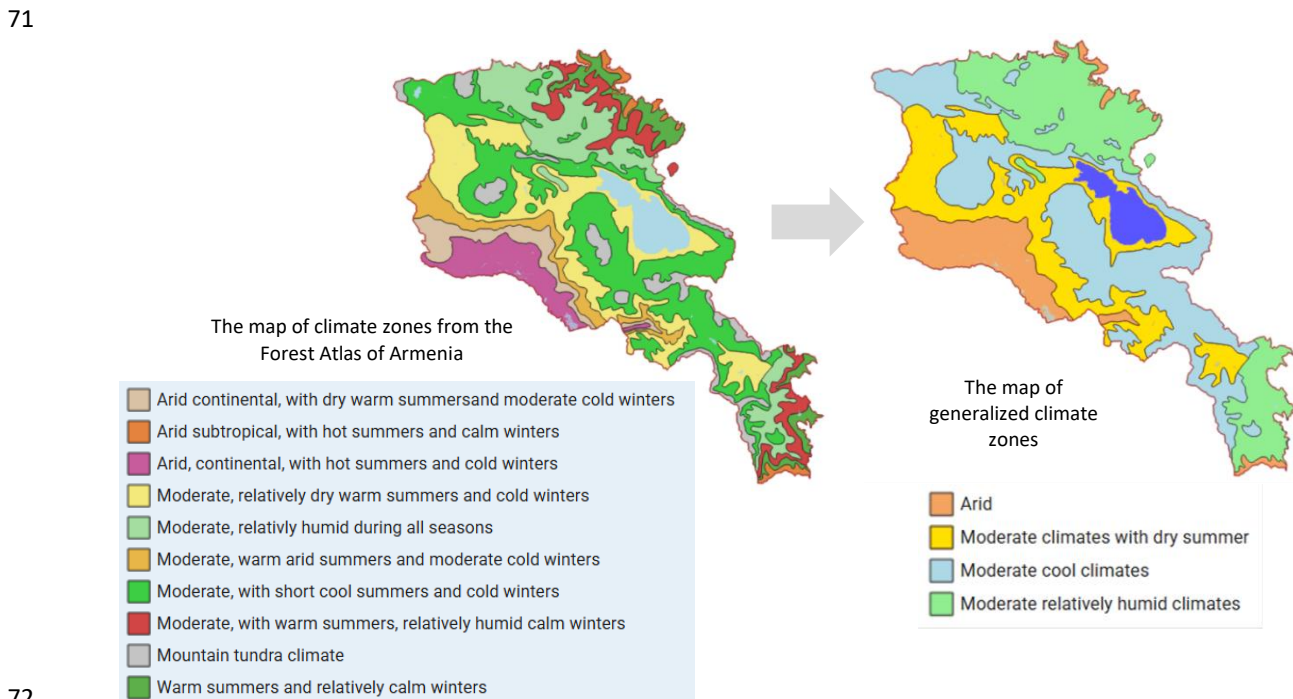 71
The map of climate zones from the
Forest Atlas of Armenia
Arid continental, with dry warm summersand moderate cold winters
Arid subtropical, with hot summers and calm winters
Arid, continental, with hot summers and cold winters
Moderate, relatively dry warm summers and cold winters
Moderate, relativly humid during all seasons
Moderate, warm arid summers and moderate cold winters
Moderate, with short cool summers and cold winters
Moderate, with warm summers, relatively humid calm winters
Mountain tundra climate
Warm summers and relatively calm winters
The map of
generalized climate
zones
Arid
Moderate climates with dry summer
Moderate cool climates
Moderate relatively humid climates
72